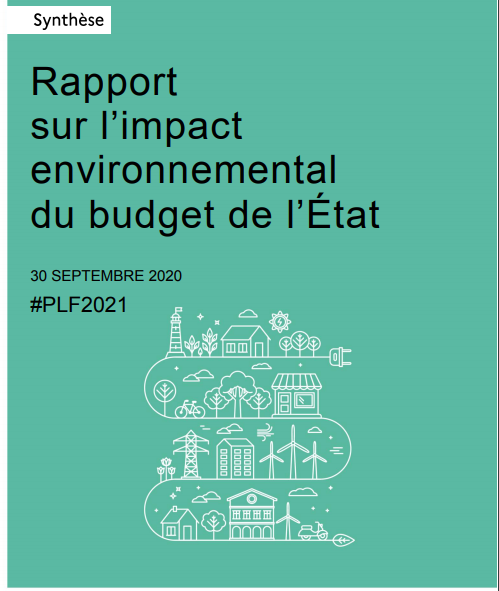 Synthèse
Rapport
sur l’impact
environnemental
du budget de l’État
30 SEPTEMBRE 2020
#PLF2021